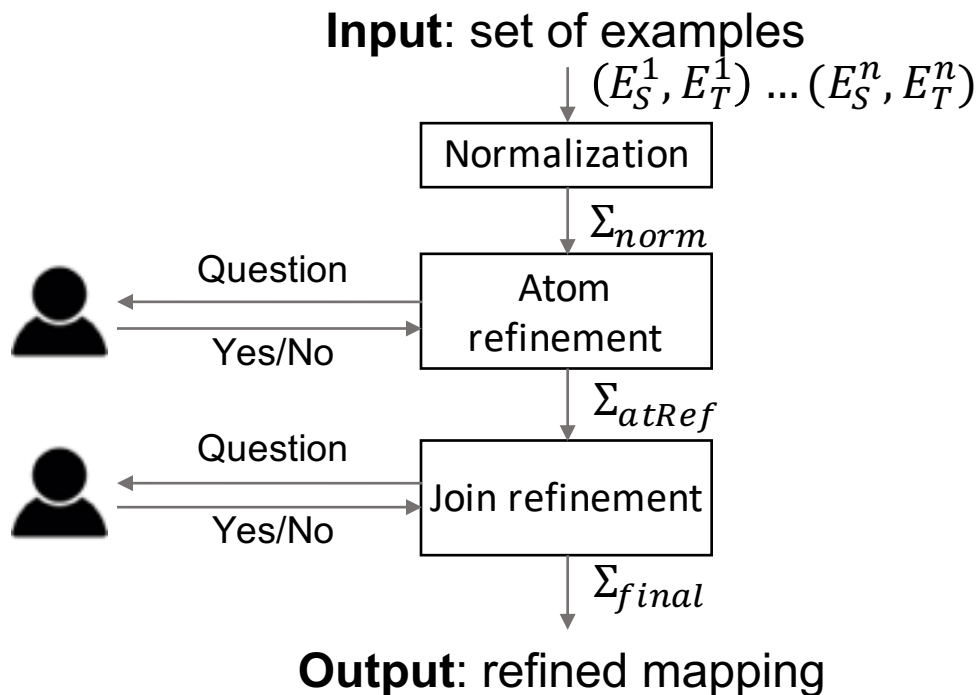 Input: set of examples
(E_S^1, E_T^1) … (E_S^n, E_T^n)
Normalization
Σ_norm
Question
Yes/No
Atom
refinement
Σ_atRef
Question
Yes/No
Join refinement
Σ_final
Output: refined mapping